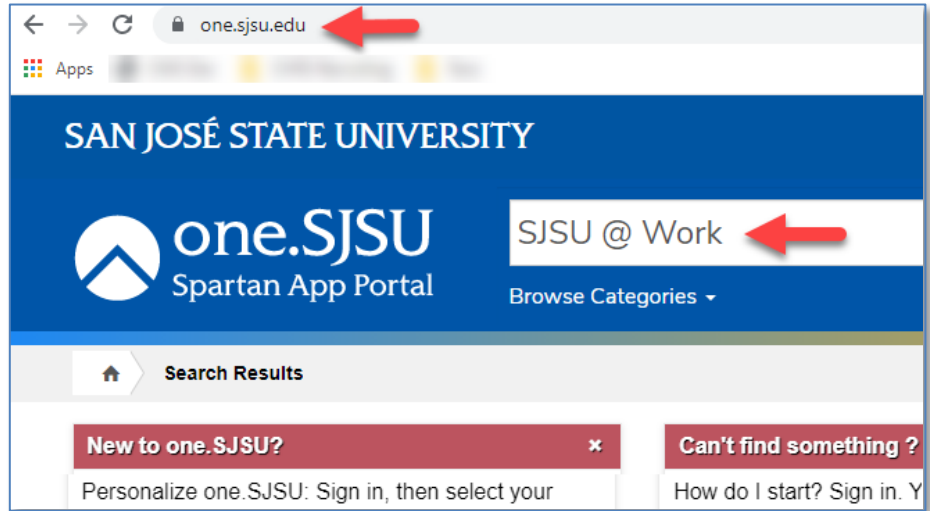 one.sjsu.edu
Apps
SAN JOSÉ STATE UNIVERSITY
one.SJSU
Spartan App Portal
SJSU @ Work
Browse Categories
Search Results
New to one.SJSU? ×
Personalize one.SJSU: Sign in, then select your
Can't find something ?
How do I start? Sign in. Y